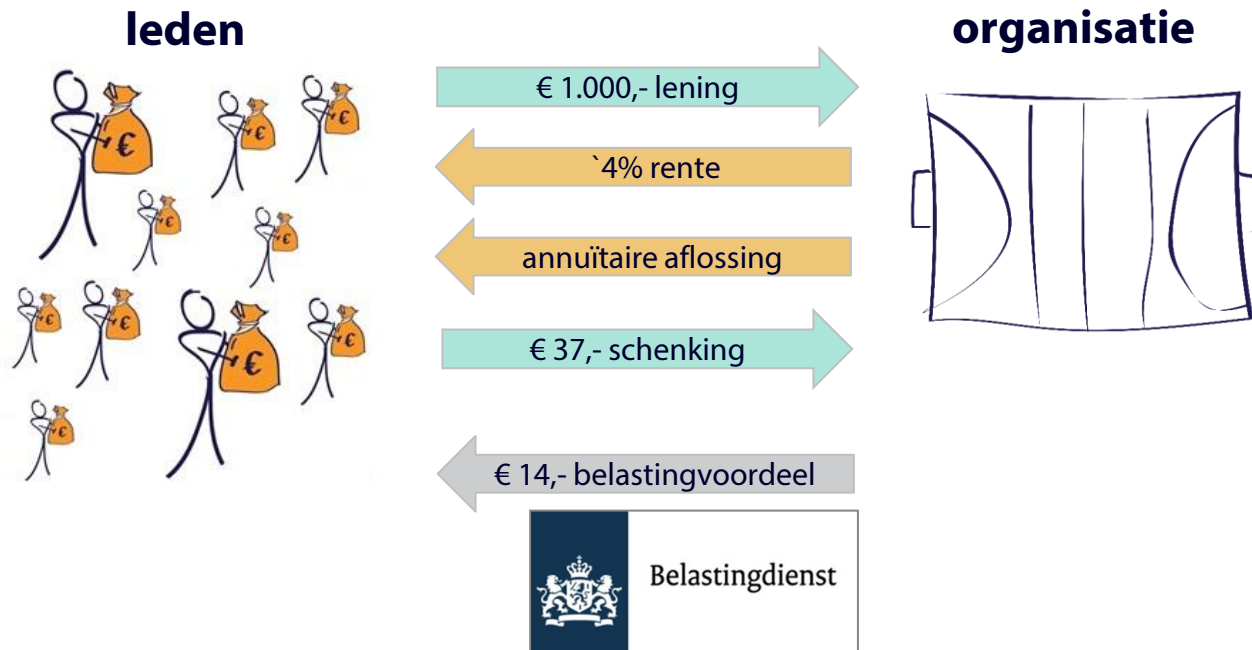 leden
organisatie
€ 1.000,- lening
`4% rente
annuïtaire aflossing
€ 37,- schenking
€ 14,- belastingvoordeel
Belastingdienst
€
€
€
€
€
€
€
€
€
€